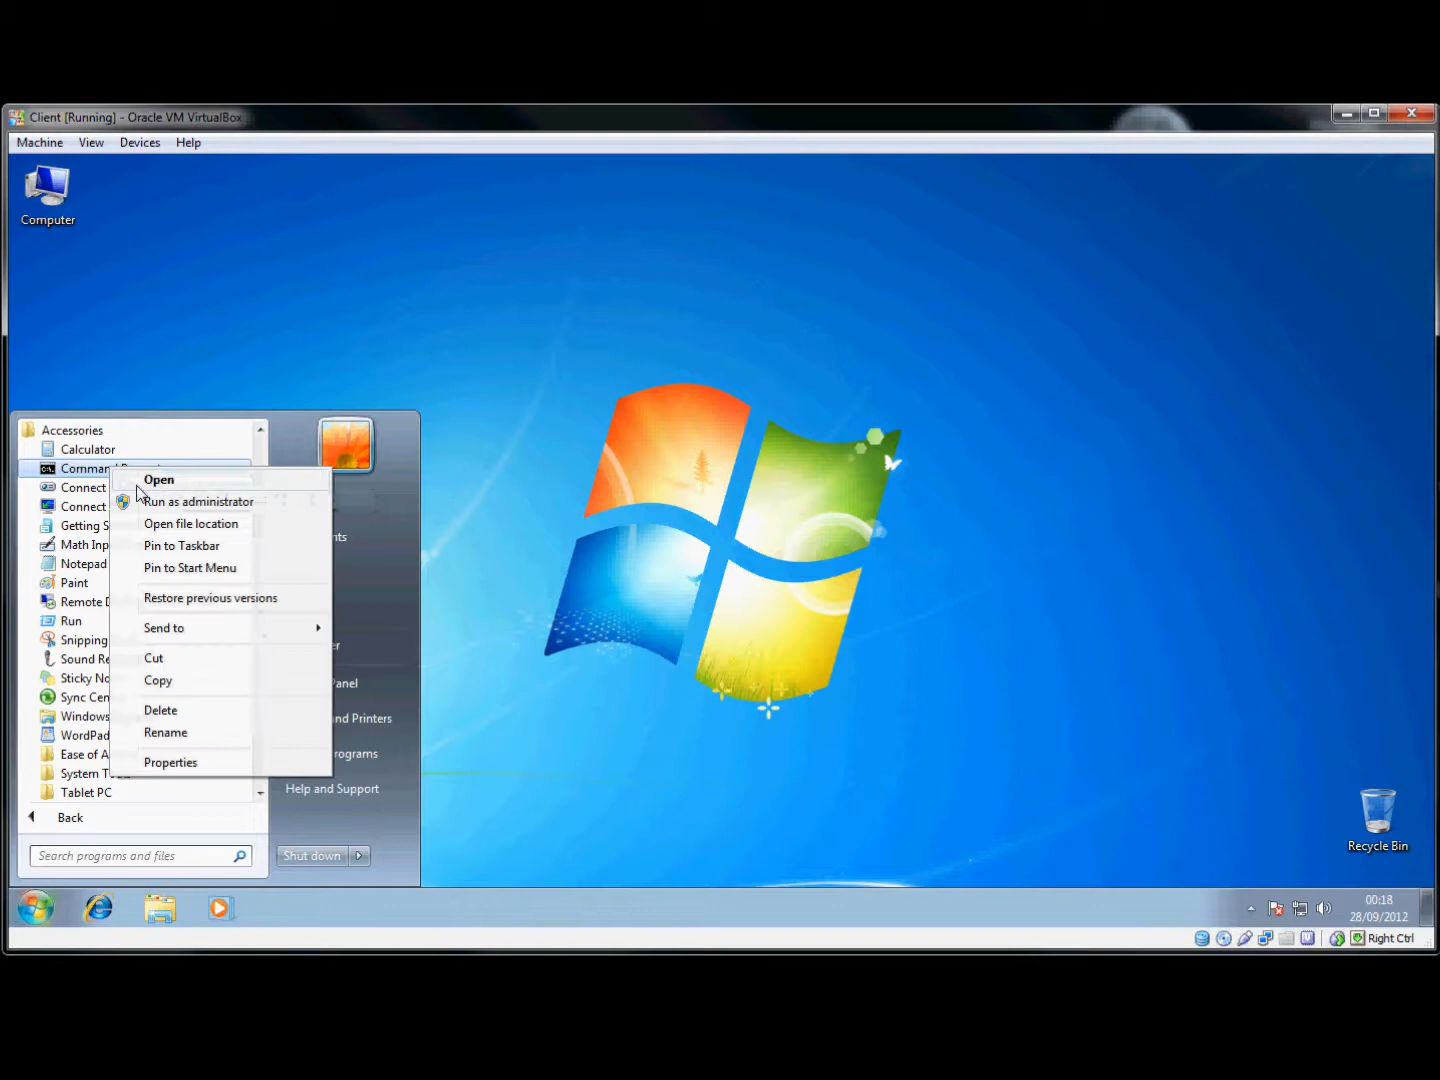 Client [Running] - Oracle VM VirtualBox
Machine View Devices Help
Computer
Accessories
Calculator
Command
Connect
Connect
Getting S
Math Inp
Notepad
Paint
Remote D
Run
Snipping
Sound Re
Sticky No
Sync Cen
Windows
WordPad
Ease of A
System T
Tablet PC
Back
Search programs and files
Open
Run as administrator
Open file location
Pin to Taskbar
Pin to Start Menu
Restore previous versions
Send to
Cut
Copy
Delete
Rename
Properties
nts
er
Panel
nd Printers
rograms
Help and Support
Shut down
Recycle Bin
00:18
28/09/2012
Right Ctrl